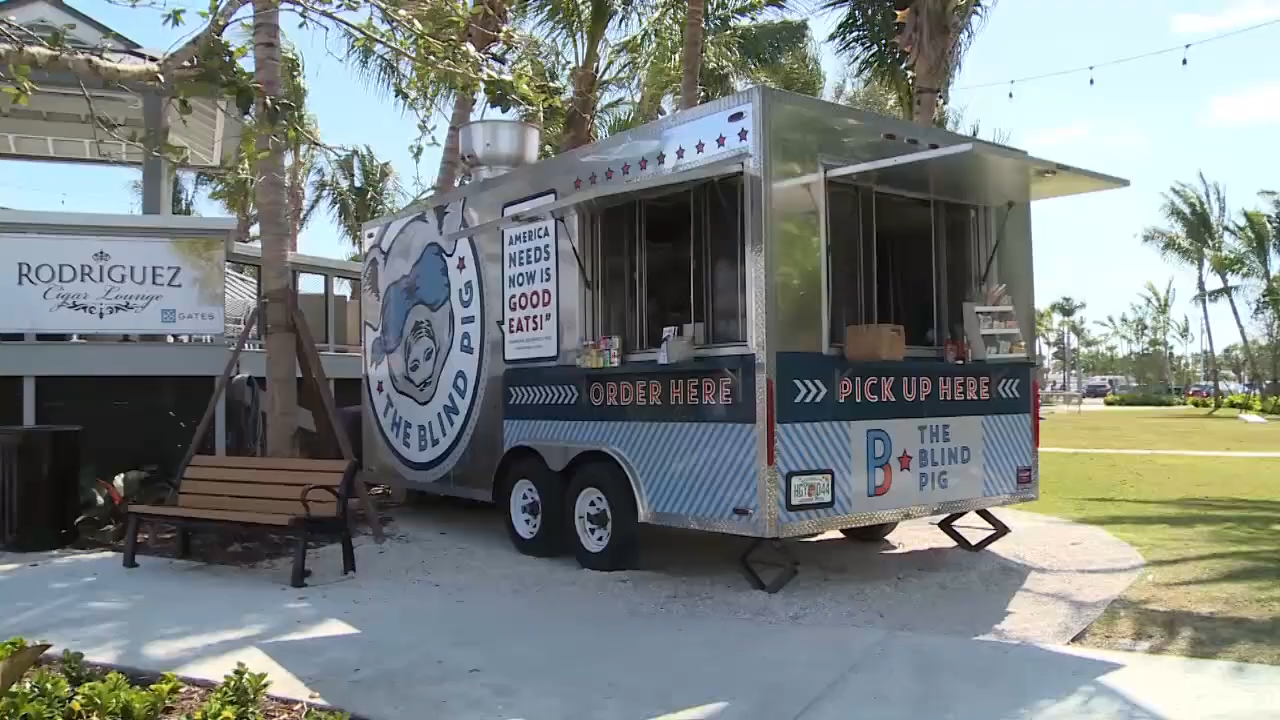 RODRIGUEZ
Cigar Lounge
GATES
THE BLIND PIG
AMERICA
NEEDS
NOW IS
GOOD
EATS!"
ORDER HERE
PICK UP HERE
B
THE
BLIND
PIG